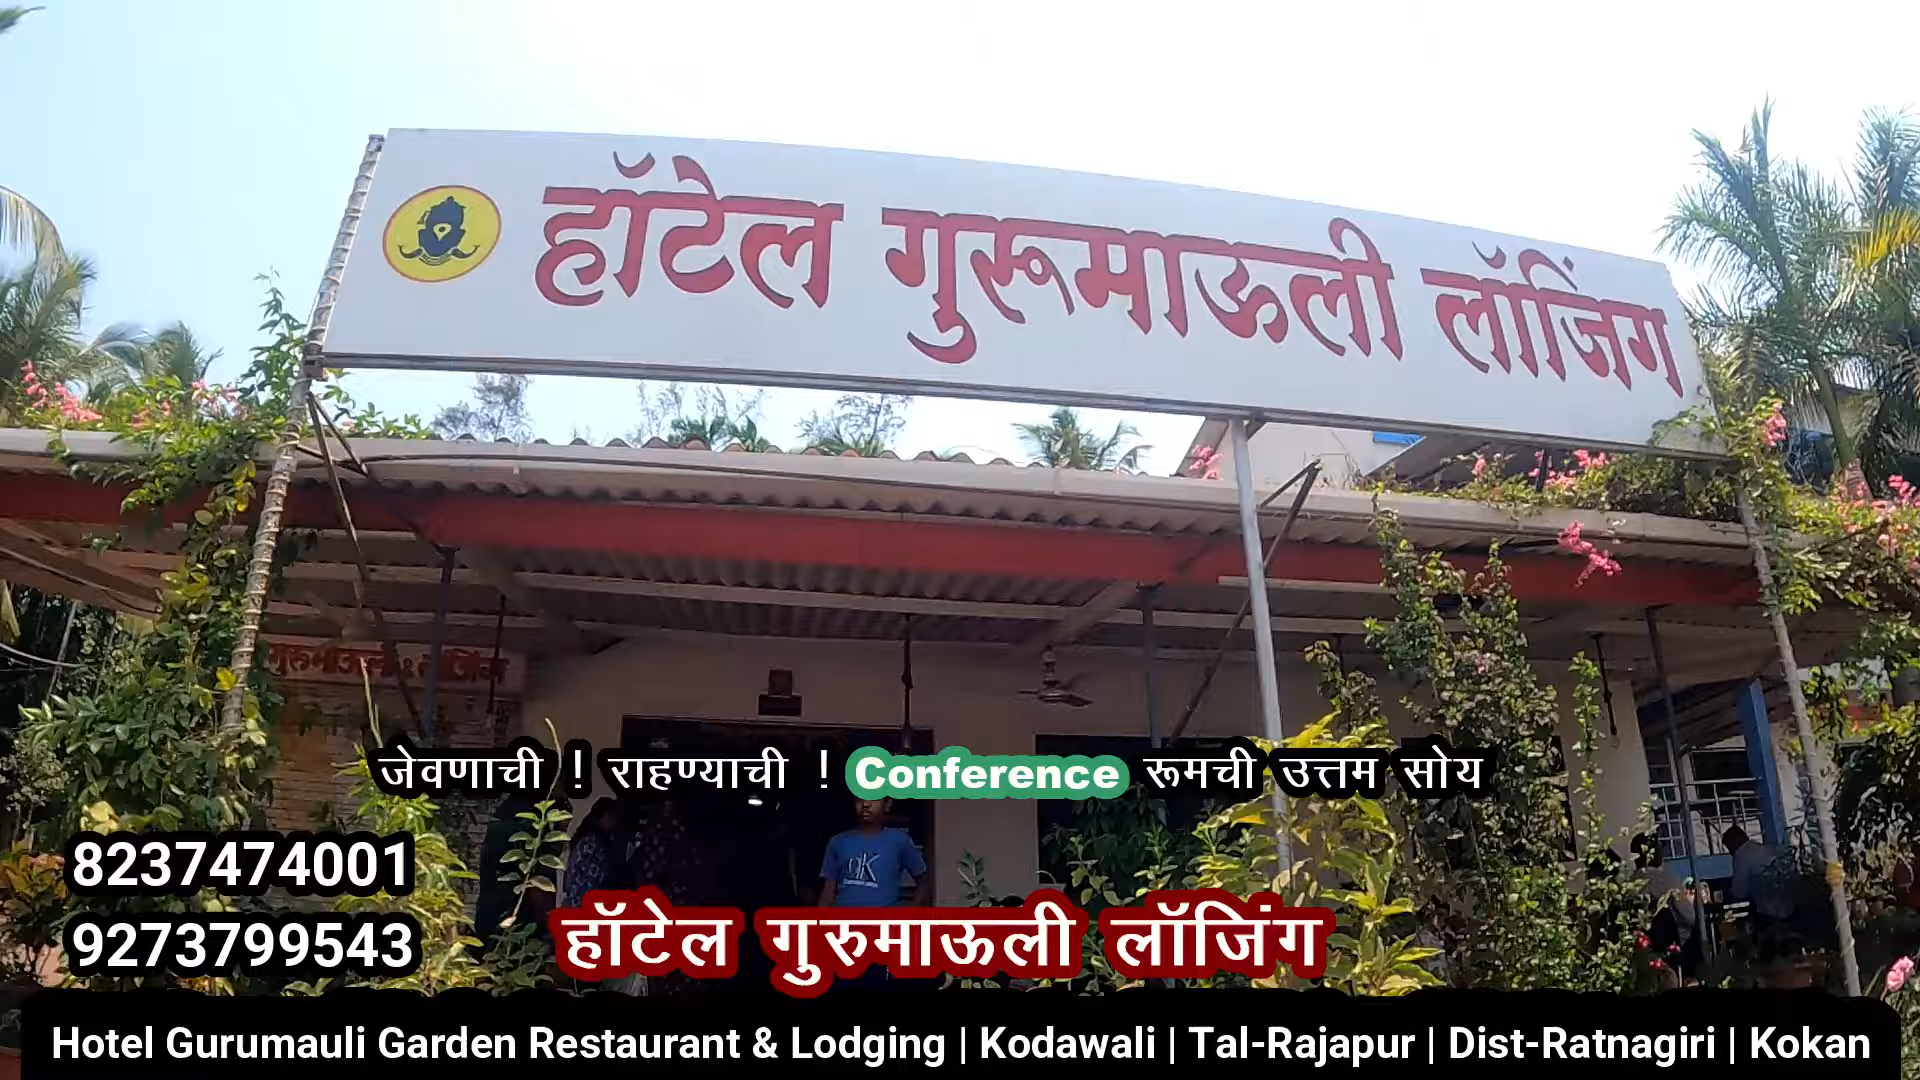 हॉटेल गुरूमाऊली लॉजिंग
गुरुमाऊली & लॉजिंग
जेवणाची ! राहण्याची ! Conference रूमची उत्तम सोय
8237474001
9273799543
हॉटेल गुरुमाऊली लॉजिंग
Hotel Gurumauli Garden Restaurant & Lodging | Kodawali | Tal-Rajapur | Dist-Ratnagiri | Kokan